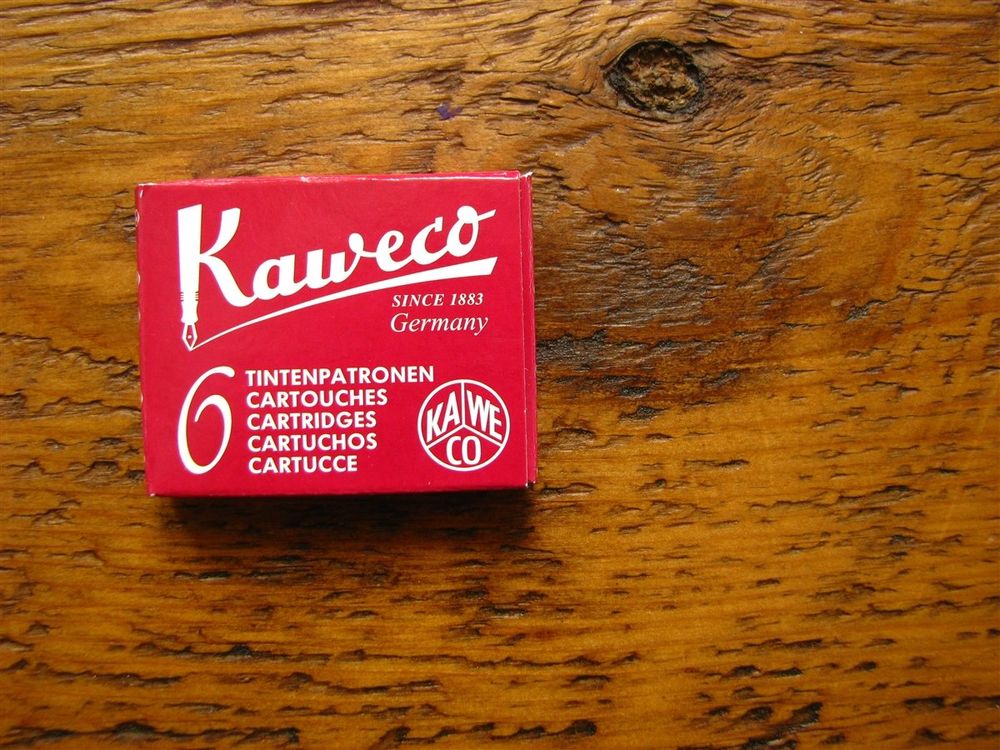 Kaweco
SINCE 1883
Germany
6
TINTENPATRONEN
CARTOUCHES
CARTRIDGES
CARTUCHOS
CARTUCCE
KA WE
CO